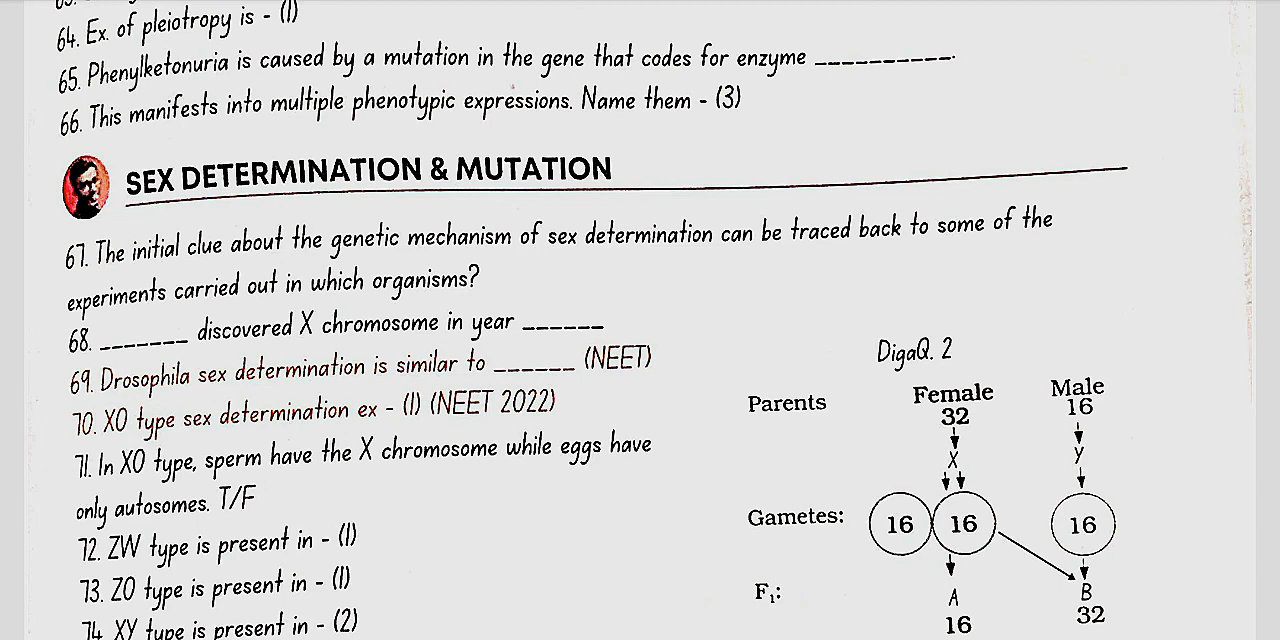 64. Ex. of pleiotropy is - (1)
65. Phenylketonuria is caused by a mutation in the gene that codes for enzyme __________.
66. This manifests into multiple phenotypic expressions. Name them - (3)
SEX DETERMINATION & MUTATION
67. The initial clue about the genetic mechanism of sex determination can be traced back to some of the
experiments carried out in which organisms?
68. _______ discovered X chromosome in year ______
69. Drosophila sex determination is similar to ______ (NEET)
70. XO type sex determination ex - (1) (NEET 2022)
71. In XO type, sperm have the X chromosome while eggs have
only autosomes. T/F
72. ZW type is present in - (1)
73. ZO type is present in - (1)
74. XY type is present in - (2)
DigaQ. 2
Parents Female Male
32 16
X y
Gametes: 16 16 16
F₁: A B
16 32